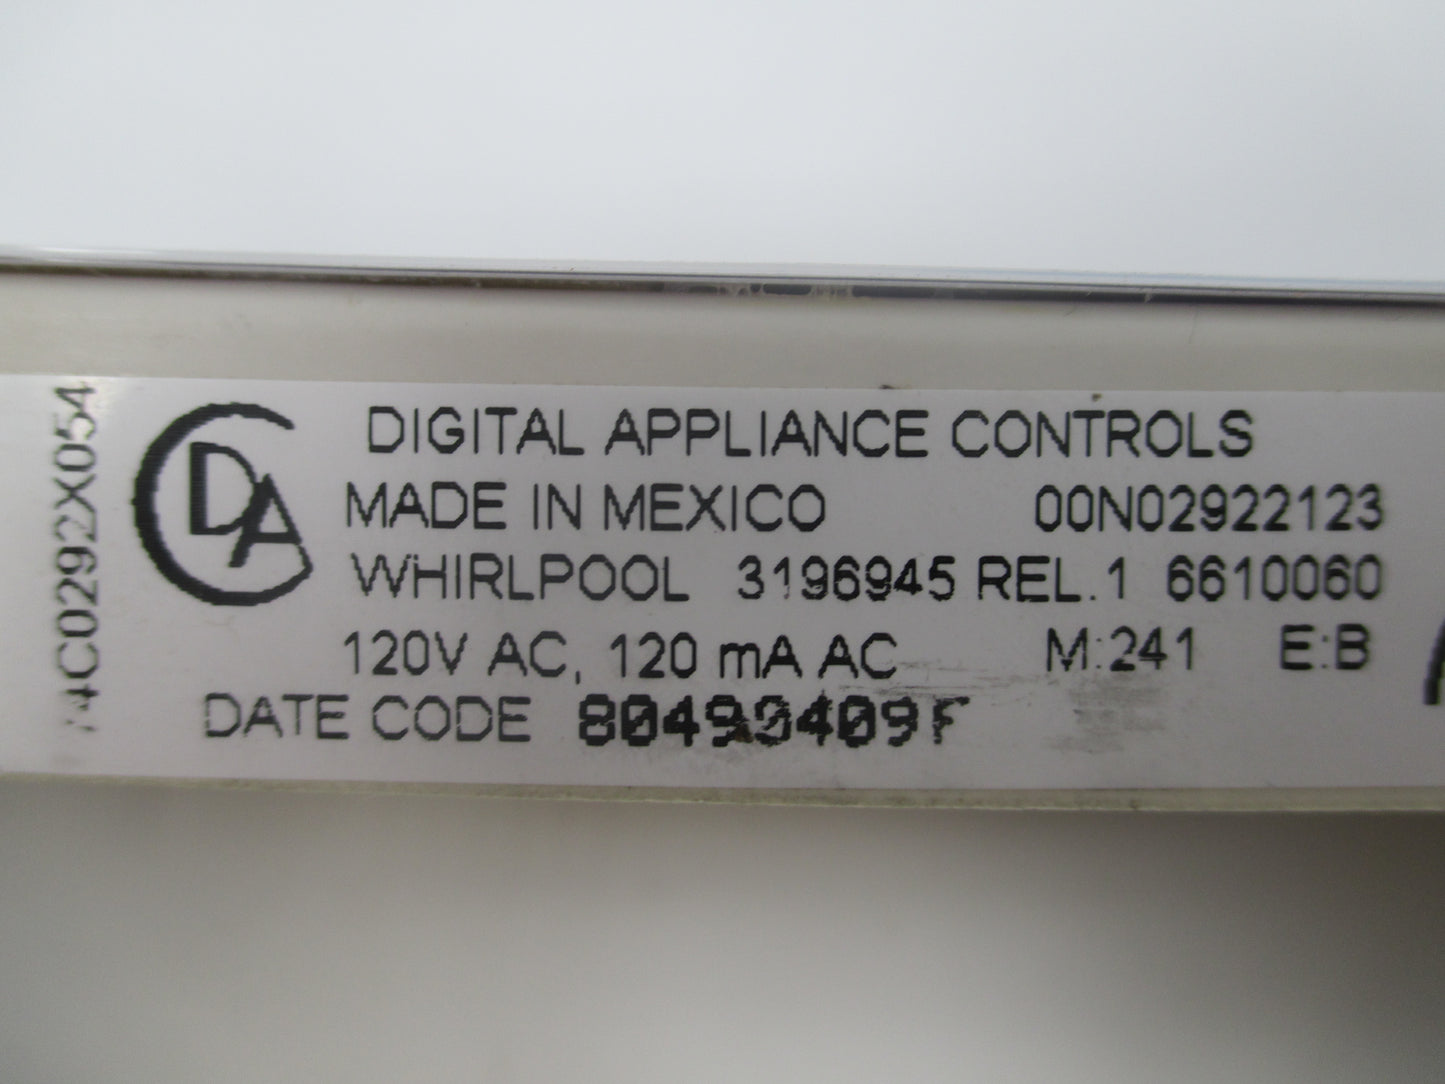 DIGITAL APPLIANCE CONTROLS
MADE IN MEXICO 00N02922123
WHIRLPOOL 3196945 REL.1 6610060
120V AC, 120 mA AC M:241 E:B
DATE CODE 80490409F
74C0292X054
DA